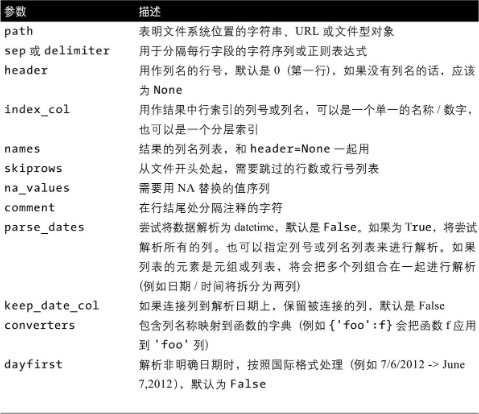 参数 描述
path 表明文件系统位置的字符串、URL 或文件型对象
sep 或 delimiter 用于分隔每行字段的字符序列或正则表达式
header 用作列名的行号，默认是 0（第一行），如果没有列名的话，应该
为 None
index_col 用作结果中行索引的列号或列名，可以是一个单一的名称 / 数字，
也可以是一个分层索引
names 结果的列名列表，和 header=None 一起用
skiprows 从文件开头处起，需要跳过的行数或行号列表
na_values 需要用 NA 替换的值序列
comment 在行结尾处分隔注释的字符
parse_dates 尝试将数据解析为 datetime，默认是 False。如果为 True，将尝试
解析所有的列。也可以指定列号或列名列表来进行解析。如果
列表的元素是元组或列表，将会把多个列组合在一起进行解析
(例如日期 / 时间将拆分为两列)
keep_date_col 如果连接列到解析日期上，保留被连接的列，默认是 False
converters 包含列名称映射到函数的字典（例如 {'foo':f} 会把函数 f 应用
到 'foo' 列）
dayfirst 解析非明确日期时，按照国际格式处理（例如 7/6/2012 -> June
7,2012），默认为 False